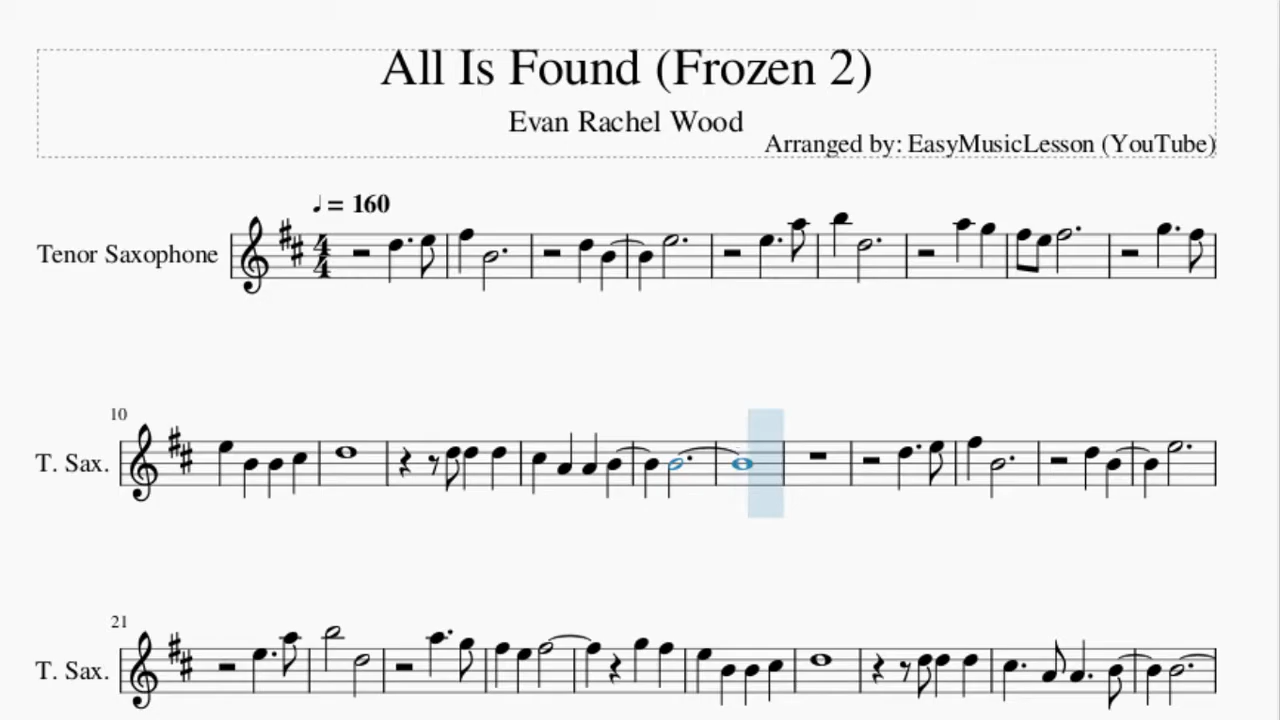 All Is Found (Frozen 2)
Evan Rachel Wood
Arranged by: EasyMusicLesson (YouTube)
♩ = 160
Tenor Saxophone
4
4
10
T. Sax.
21
T. Sax.